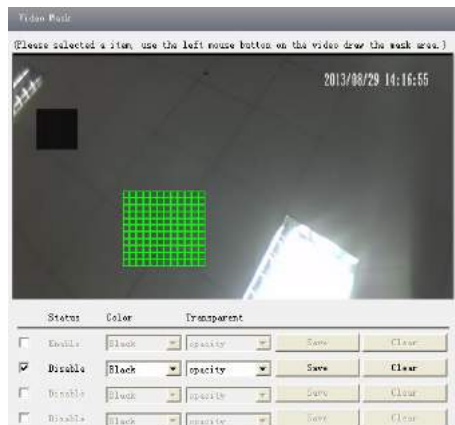 Video Mask
(Please selected a item, use the left mouse button on the video draw the mask area.)
2013/08/29 14:16:55
Status Color Transparent
Enable Black opacity Save Clear
Disable Black opacity Save Clear
Disable Black opacity Save Clear
Disable Black opacity Save Clear